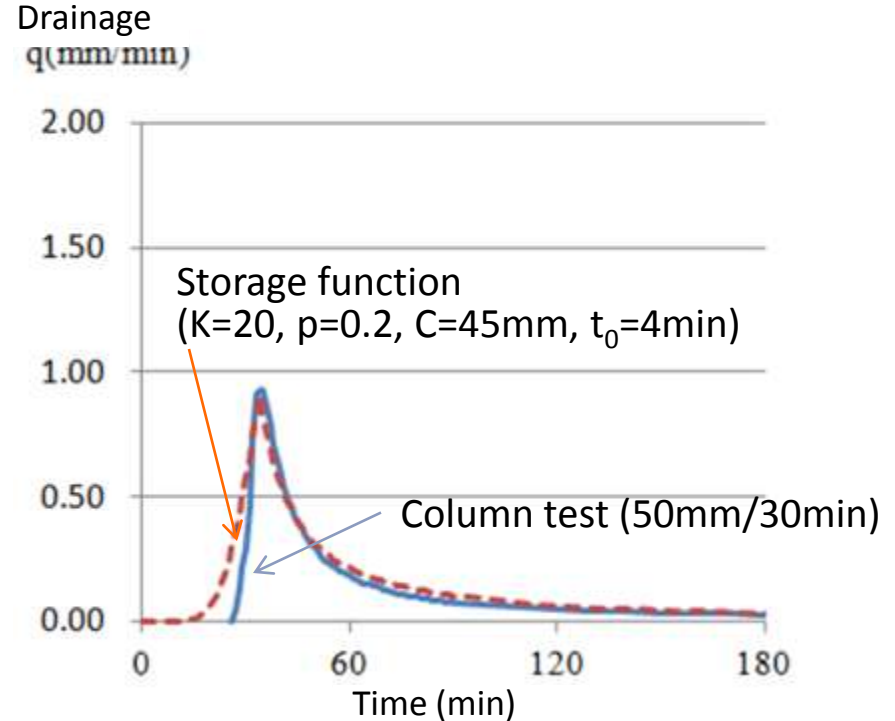 Drainage
q(mm/min)
2.00
1.50
Storage function
(K=20, p=0.2, C=45mm, t₀=4min)
1.00
0.50
Column test (50mm/30min)
0.00
0 60 120 180
Time (min)